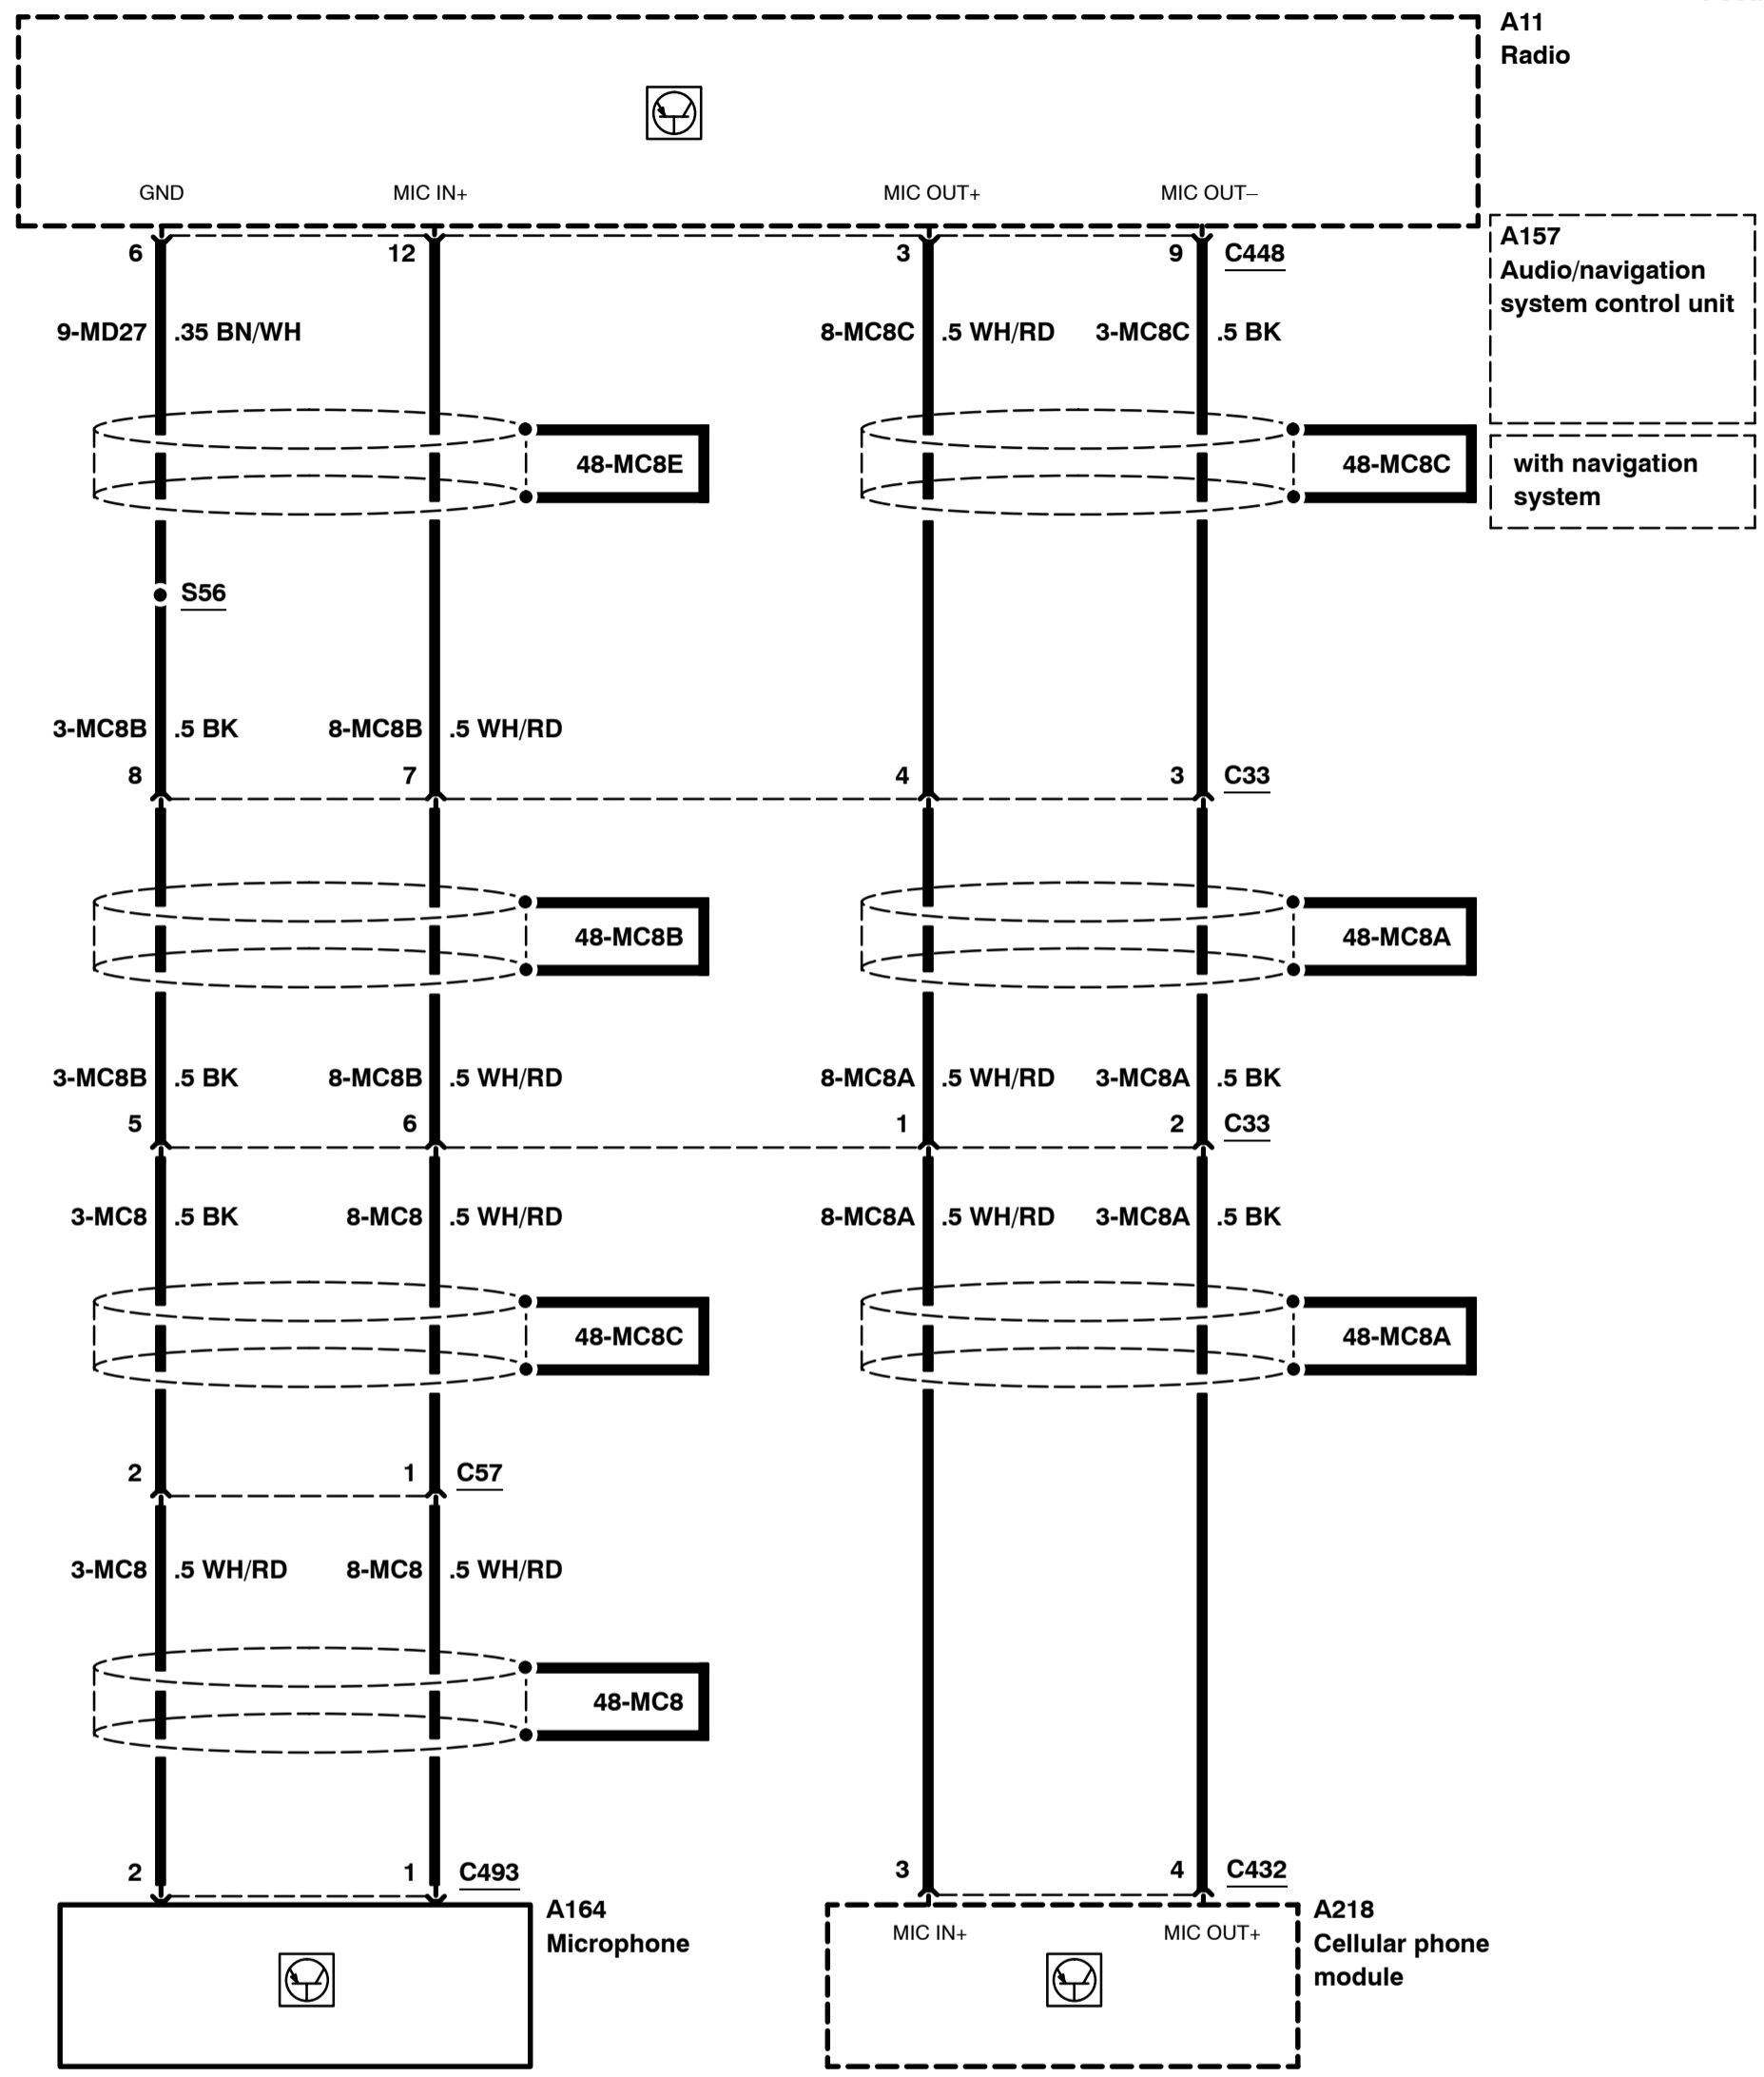 A11
Radio
GND
MIC IN+
MIC OUT+
MIC OUT–
6
12
3
9
C448
A157
Audio/navigation
system control unit
9-MD27
.35 BN/WH
8-MC8C
.5 WH/RD
3-MC8C
.5 BK
48-MC8E
48-MC8C
with navigation
system
S56
3-MC8B
.5 BK
8-MC8B
.5 WH/RD
8
7
4
3
C33
48-MC8B
48-MC8A
3-MC8B
.5 BK
8-MC8B
.5 WH/RD
8-MC8A
.5 WH/RD
3-MC8A
.5 BK
5
6
1
2
C33
3-MC8
.5 BK
8-MC8
.5 WH/RD
8-MC8A
.5 WH/RD
3-MC8A
.5 BK
48-MC8C
48-MC8A
2
1
C57
3-MC8
.5 WH/RD
8-MC8
.5 WH/RD
48-MC8
2
1
C493
3
4
C432
A164
Microphone
MIC IN+
MIC OUT+
A218
Cellular phone
module